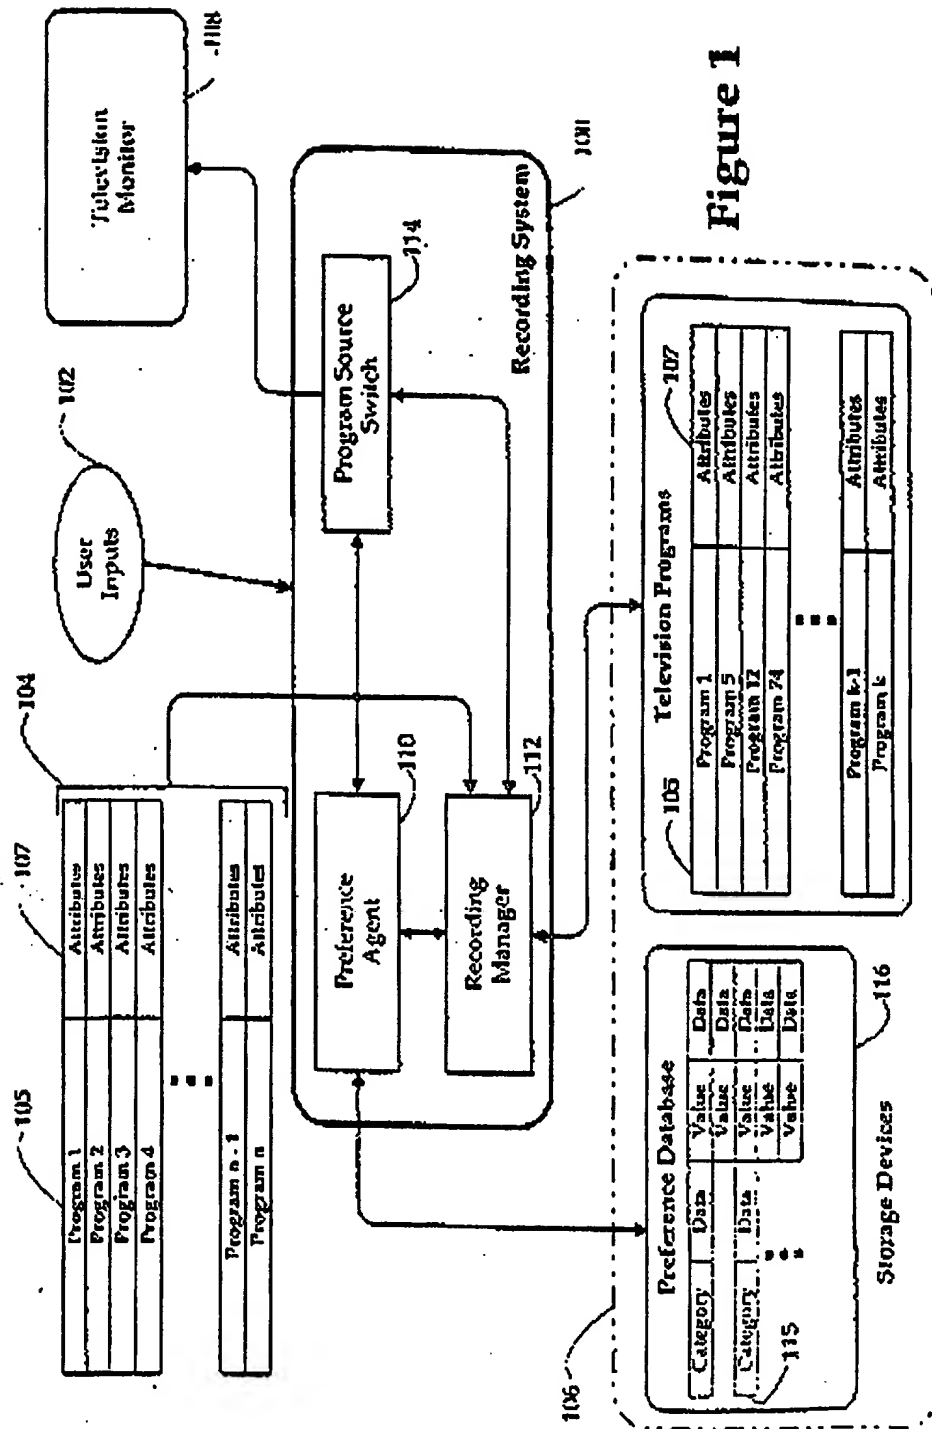 105
107
104
Program 1 Attributes
Program 2 Attributes
Program 3 Attributes
Program 4 Attributes
Program n - 1 Attributes
Program n Attributes
User
Inputs
102
Television
Monitor
108
Preference
Agent
110
Recording
Manager
112
Program Source
Switch
114
Recording System
100
106
Preference Database
Category Data Value Data
Value Data
Category Data Value Data
Value Data
Value Data
115
116
Storage Devices
Television Programs
105
107
Program 1 Attributes
Program 5 Attributes
Program 12 Attributes
Program 74 Attributes
Program k-1 Attributes
Program k Attributes
Figure 1